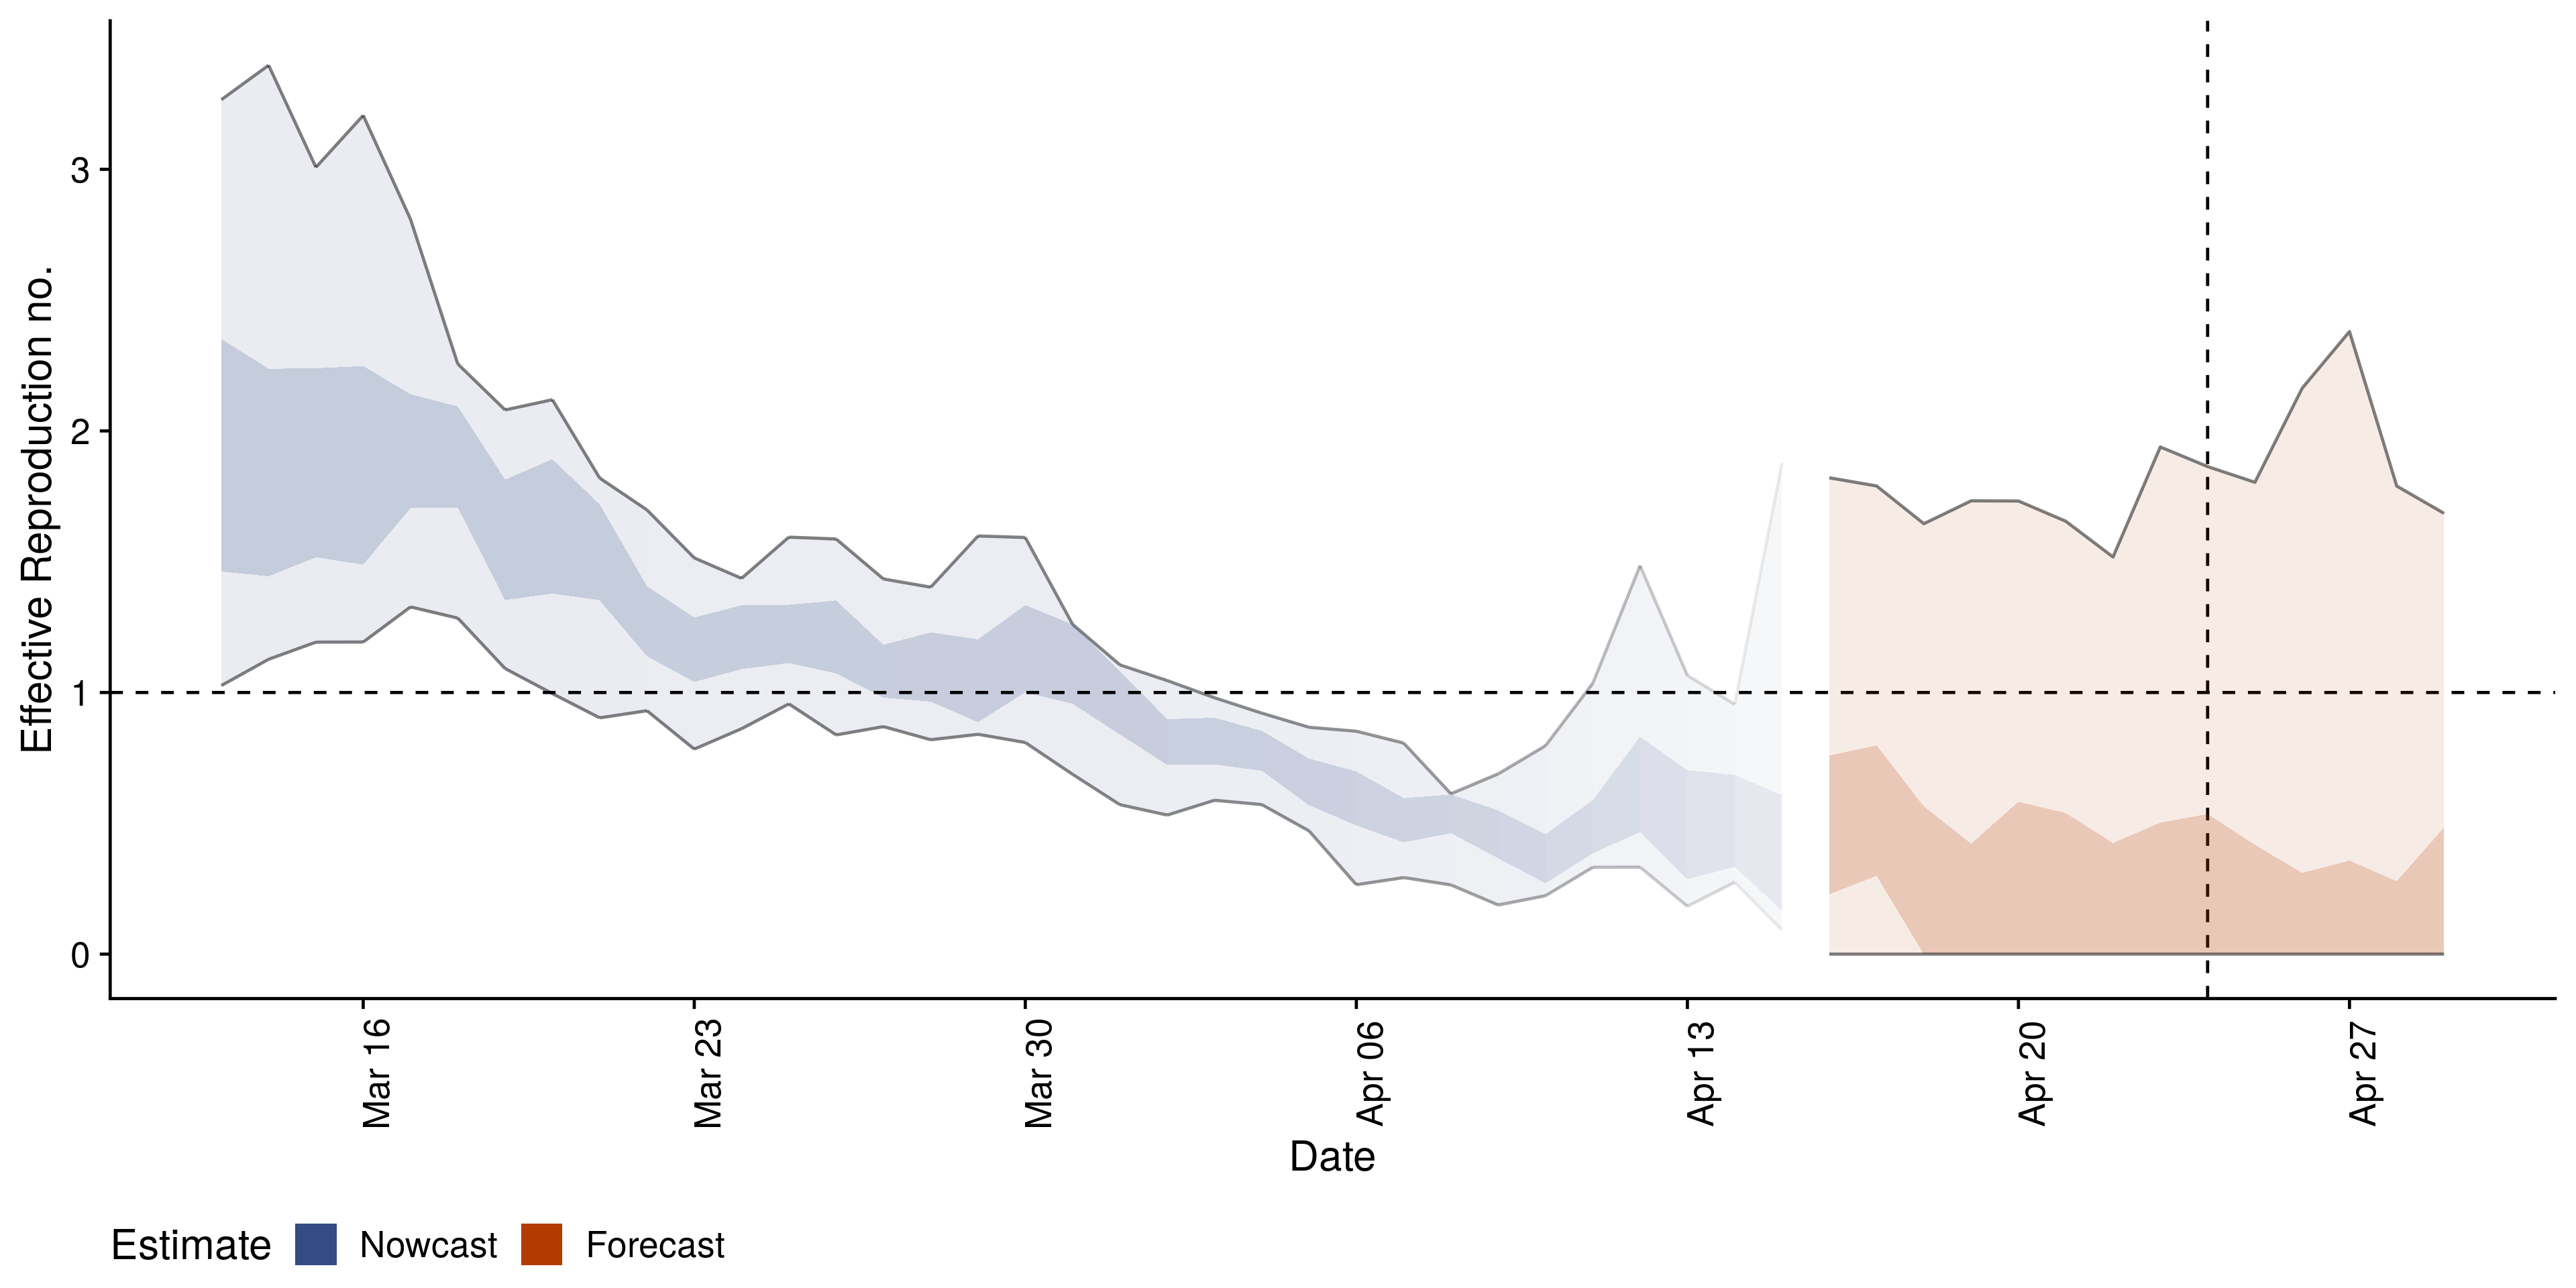 Effective Reproduction no.
3
2
1
0
Mar 16
Mar 23
Mar 30
Apr 06
Apr 13
Apr 20
Apr 27
Date
Estimate Nowcast Forecast